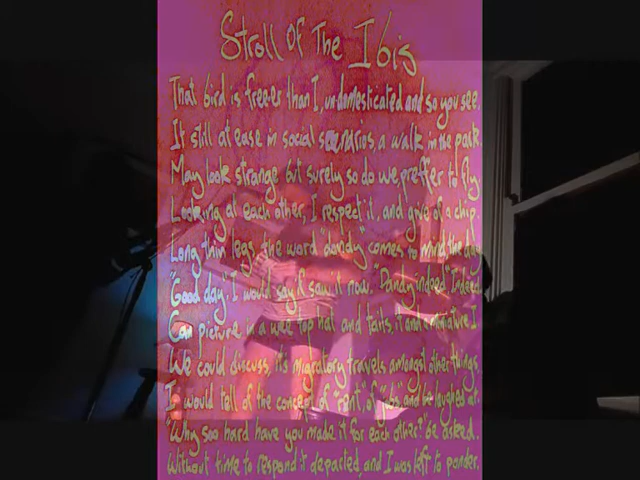 Stroll Of The Ibis
That bird is freeer than I, undomesticated and so you see.
It still at ease in social scenarios, a walk in the park.
May look strange but surely so do we, preffer to fly.
Looking at each other, I respect it, and give of a chip.
Long thin legs, the word "dandy" comes to mind the day
"Good day", I would say if saw it now. "Dandy indeed" Indeed
Can picture in a wee top hat and tails, it and I
We could discuss, its migratory travels amongst other things,
I would tell of the concept of "rent", of "jobs", and be laughed at.
"Why soo hard have you made it for each other?" be asked.
Without time to respond it departed, and I was left to ponder.